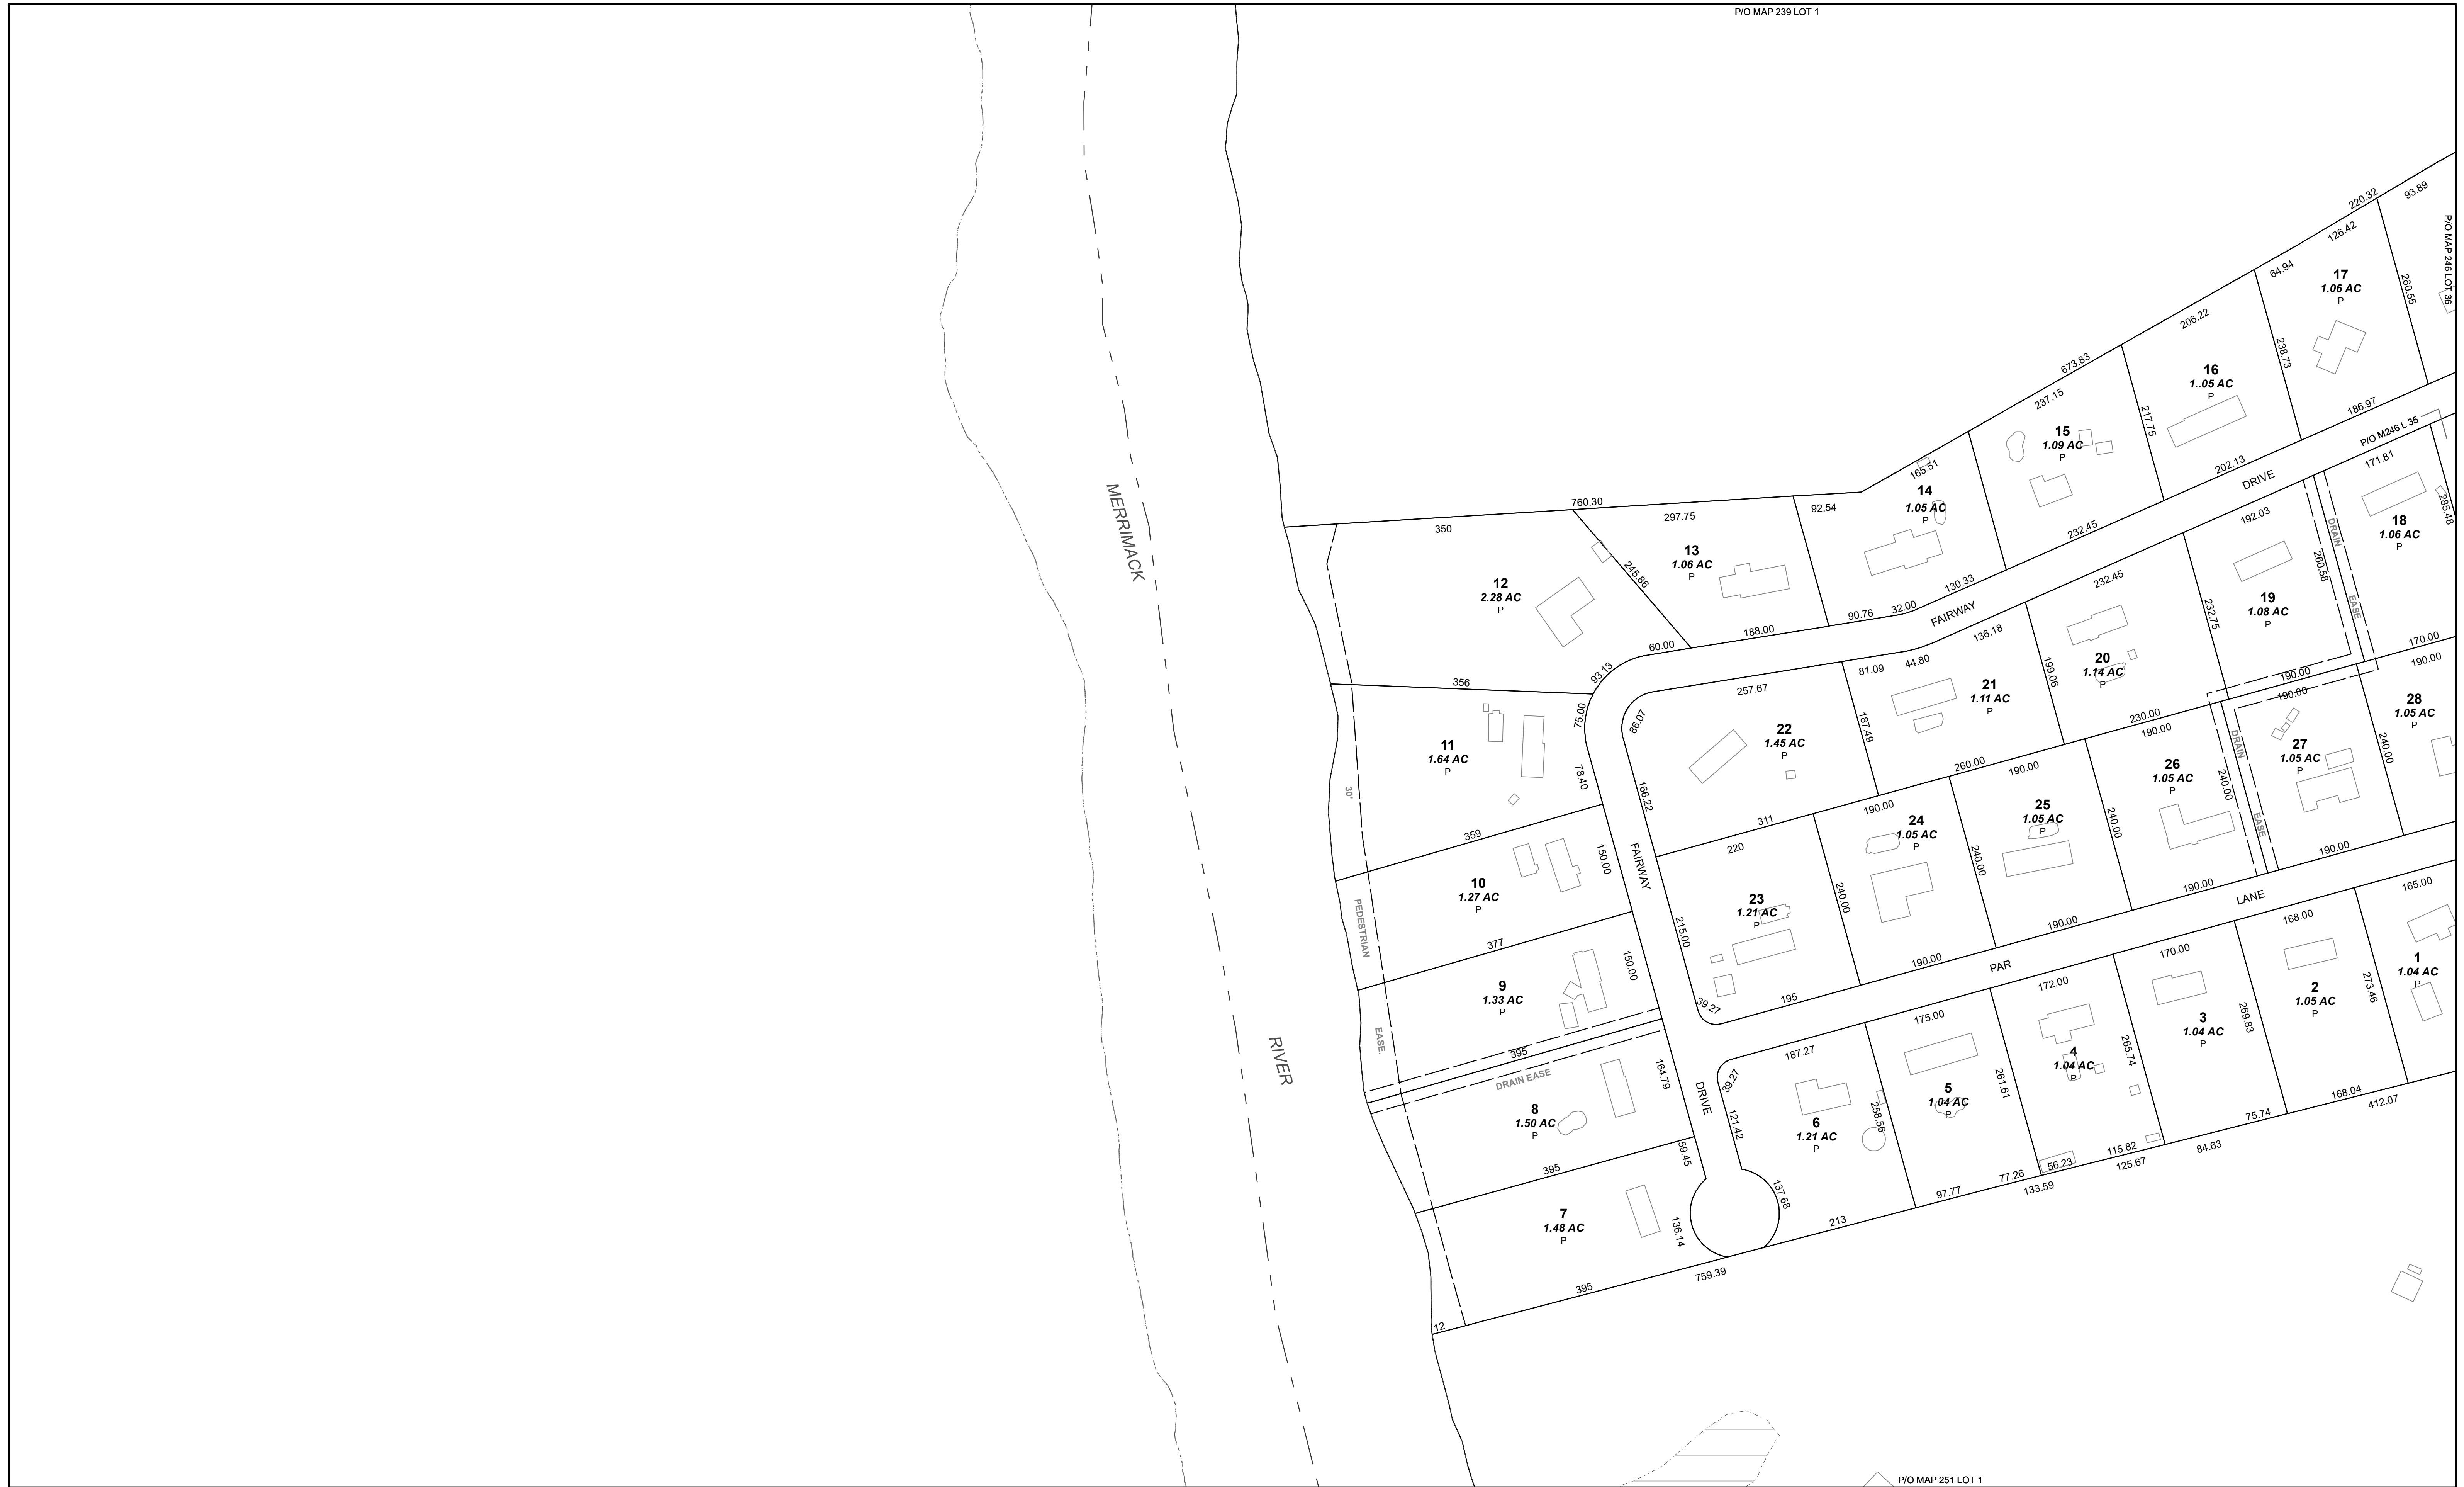 P/O MAP 239 LOT 1
220.32
93.89
126.42
P/O MAP 246 LOT 36
64.94
17
1.06 AC
P
260.55
206.22
238.73
673.83
16
1..05 AC
P
237.15
186.97
217.75
15
1.09 AC
P
P/O M246 L 35
171.81
165.51
202.13
DRIVE
14
1.05 AC
P
MERRIMACK
760.30
350
297.75
92.54
232.45
192.03
285.48
18
1.06 AC
P
DRAIN
EASE
260.58
13
1.06 AC
P
245.86
12
2.28 AC
P
130.33
32.00
90.76
FAIRWAY
232.45
19
1.08 AC
P
232.75
188.00
60.00
136.18
170.00
190.00
93.13
44.80
81.09
199.06
20
1.14 AC
P
190.00
190.00
356
257.67
21
1.11 AC
P
28
1.05 AC
P
75.00
86.07
187.49
230.00
190.00
22
1.45 AC
P
11
1.64 AC
P
DRAIN
EASE
240.00
27
1.05 AC
P
240.00
78.40
166.22
260.00
190.00
26
1.05 AC
P
30'
190.00
25
1.05 AC
P
240.00
311
24
1.05 AC
P
359
220
190.00
150.00
FAIRWAY
240.00
10
1.27 AC
P
240.00
190.00
165.00
LANE
23
1.21 AC
P
PEDESTRIAN
EASE.
215.00
190.00
168.00
377
170.00
150.00
190.00
PAR
1
1.04 AC
P
9
1.33 AC
P
172.00
273.46
2
1.05 AC
P
39.27
195
175.00
269.83
3
1.04 AC
P
RIVER
395
187.27
265.74
4
1.04 AC
P
DRAIN EASE
164.79
39.27
261.61
5
1.04 AC
P
DRIVE
168.04
412.07
8
1.50 AC
P
121.42
6
1.21 AC
P
258.56
75.74
84.63
59.45
115.82
125.67
395
56.23
77.26
133.59
137.68
97.77
7
1.48 AC
P
136.14
213
759.39
395
12
P/O MAP 251 LOT 1